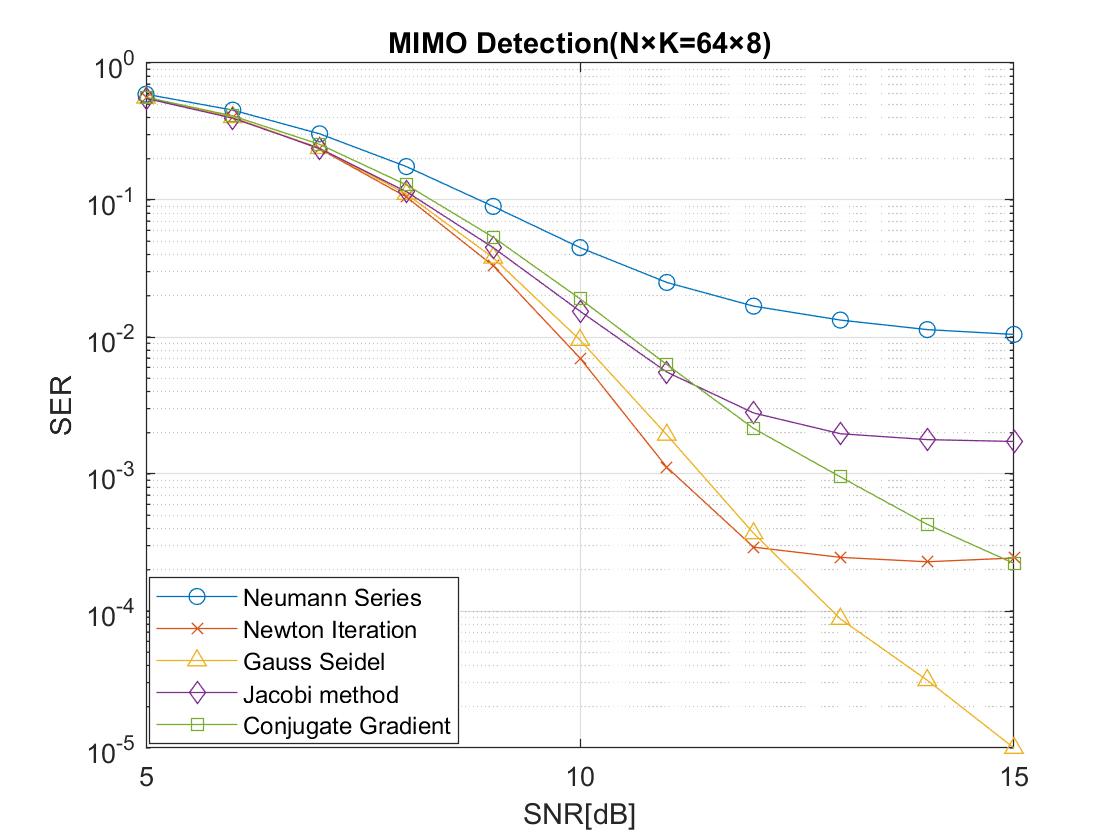 MIMO Detection(N×K=64×8)
10^0
10^-1
10^-2
10^-3
10^-4
10^-5
SER
Neumann Series
Newton Iteration
Gauss Seidel
Jacobi method
Conjugate Gradient
5
10
15
SNR[dB]